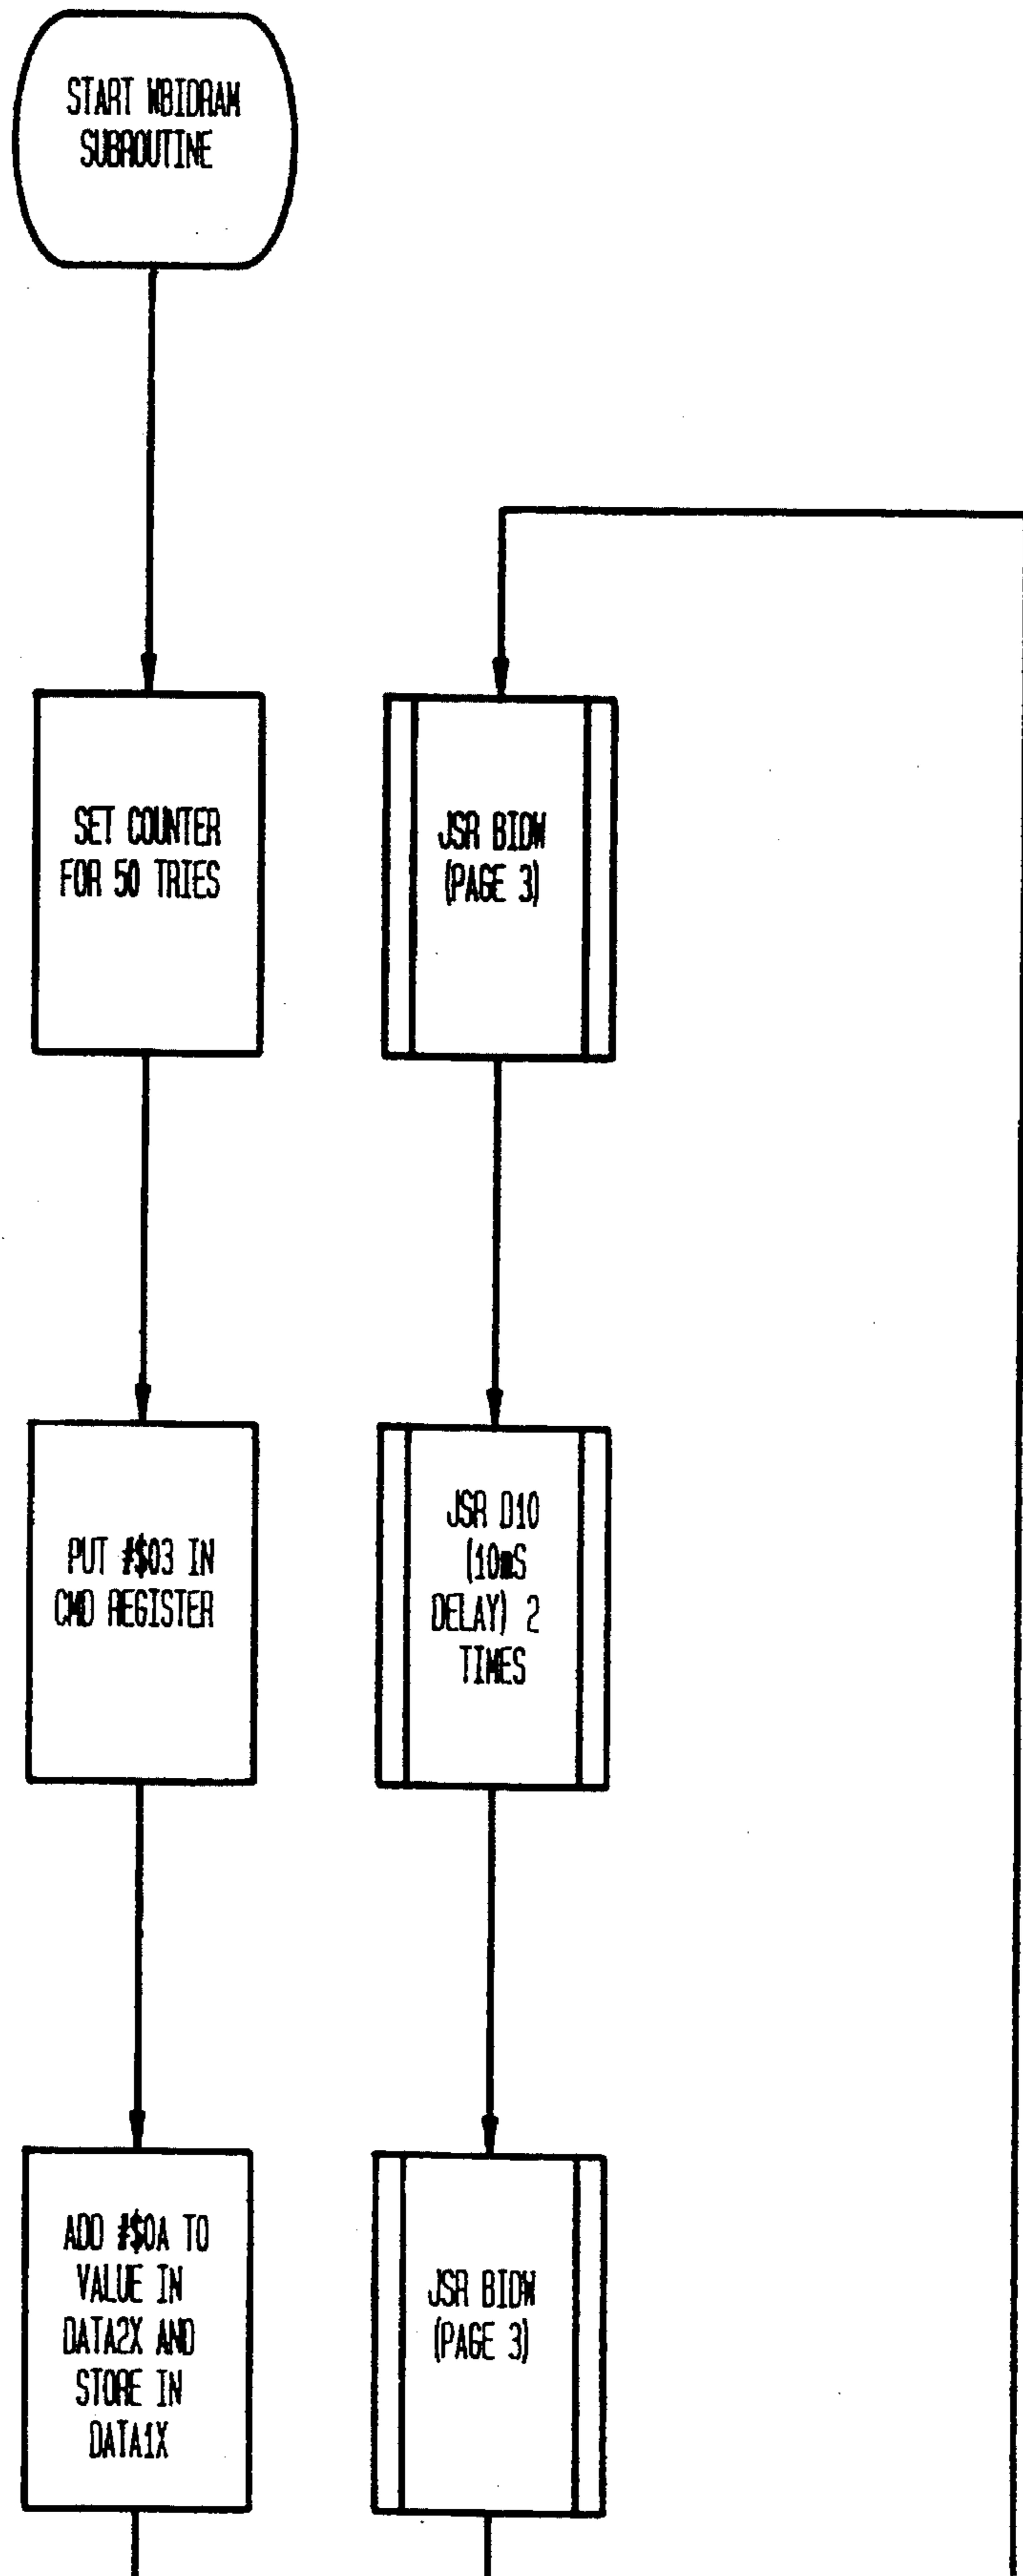 START WBIDRAM
SUBROUTINE
SET COUNTER
FOR 50 TRIES
PUT #$03 IN
CMD REGISTER
ADD #$0A TO
VALUE IN
DATA2X AND
STORE IN
DATA1X
JSR BIDW
(PAGE 3)
JSR D10
(10mS
DELAY) 2
TIMES
JSR BIDW
(PAGE 3)